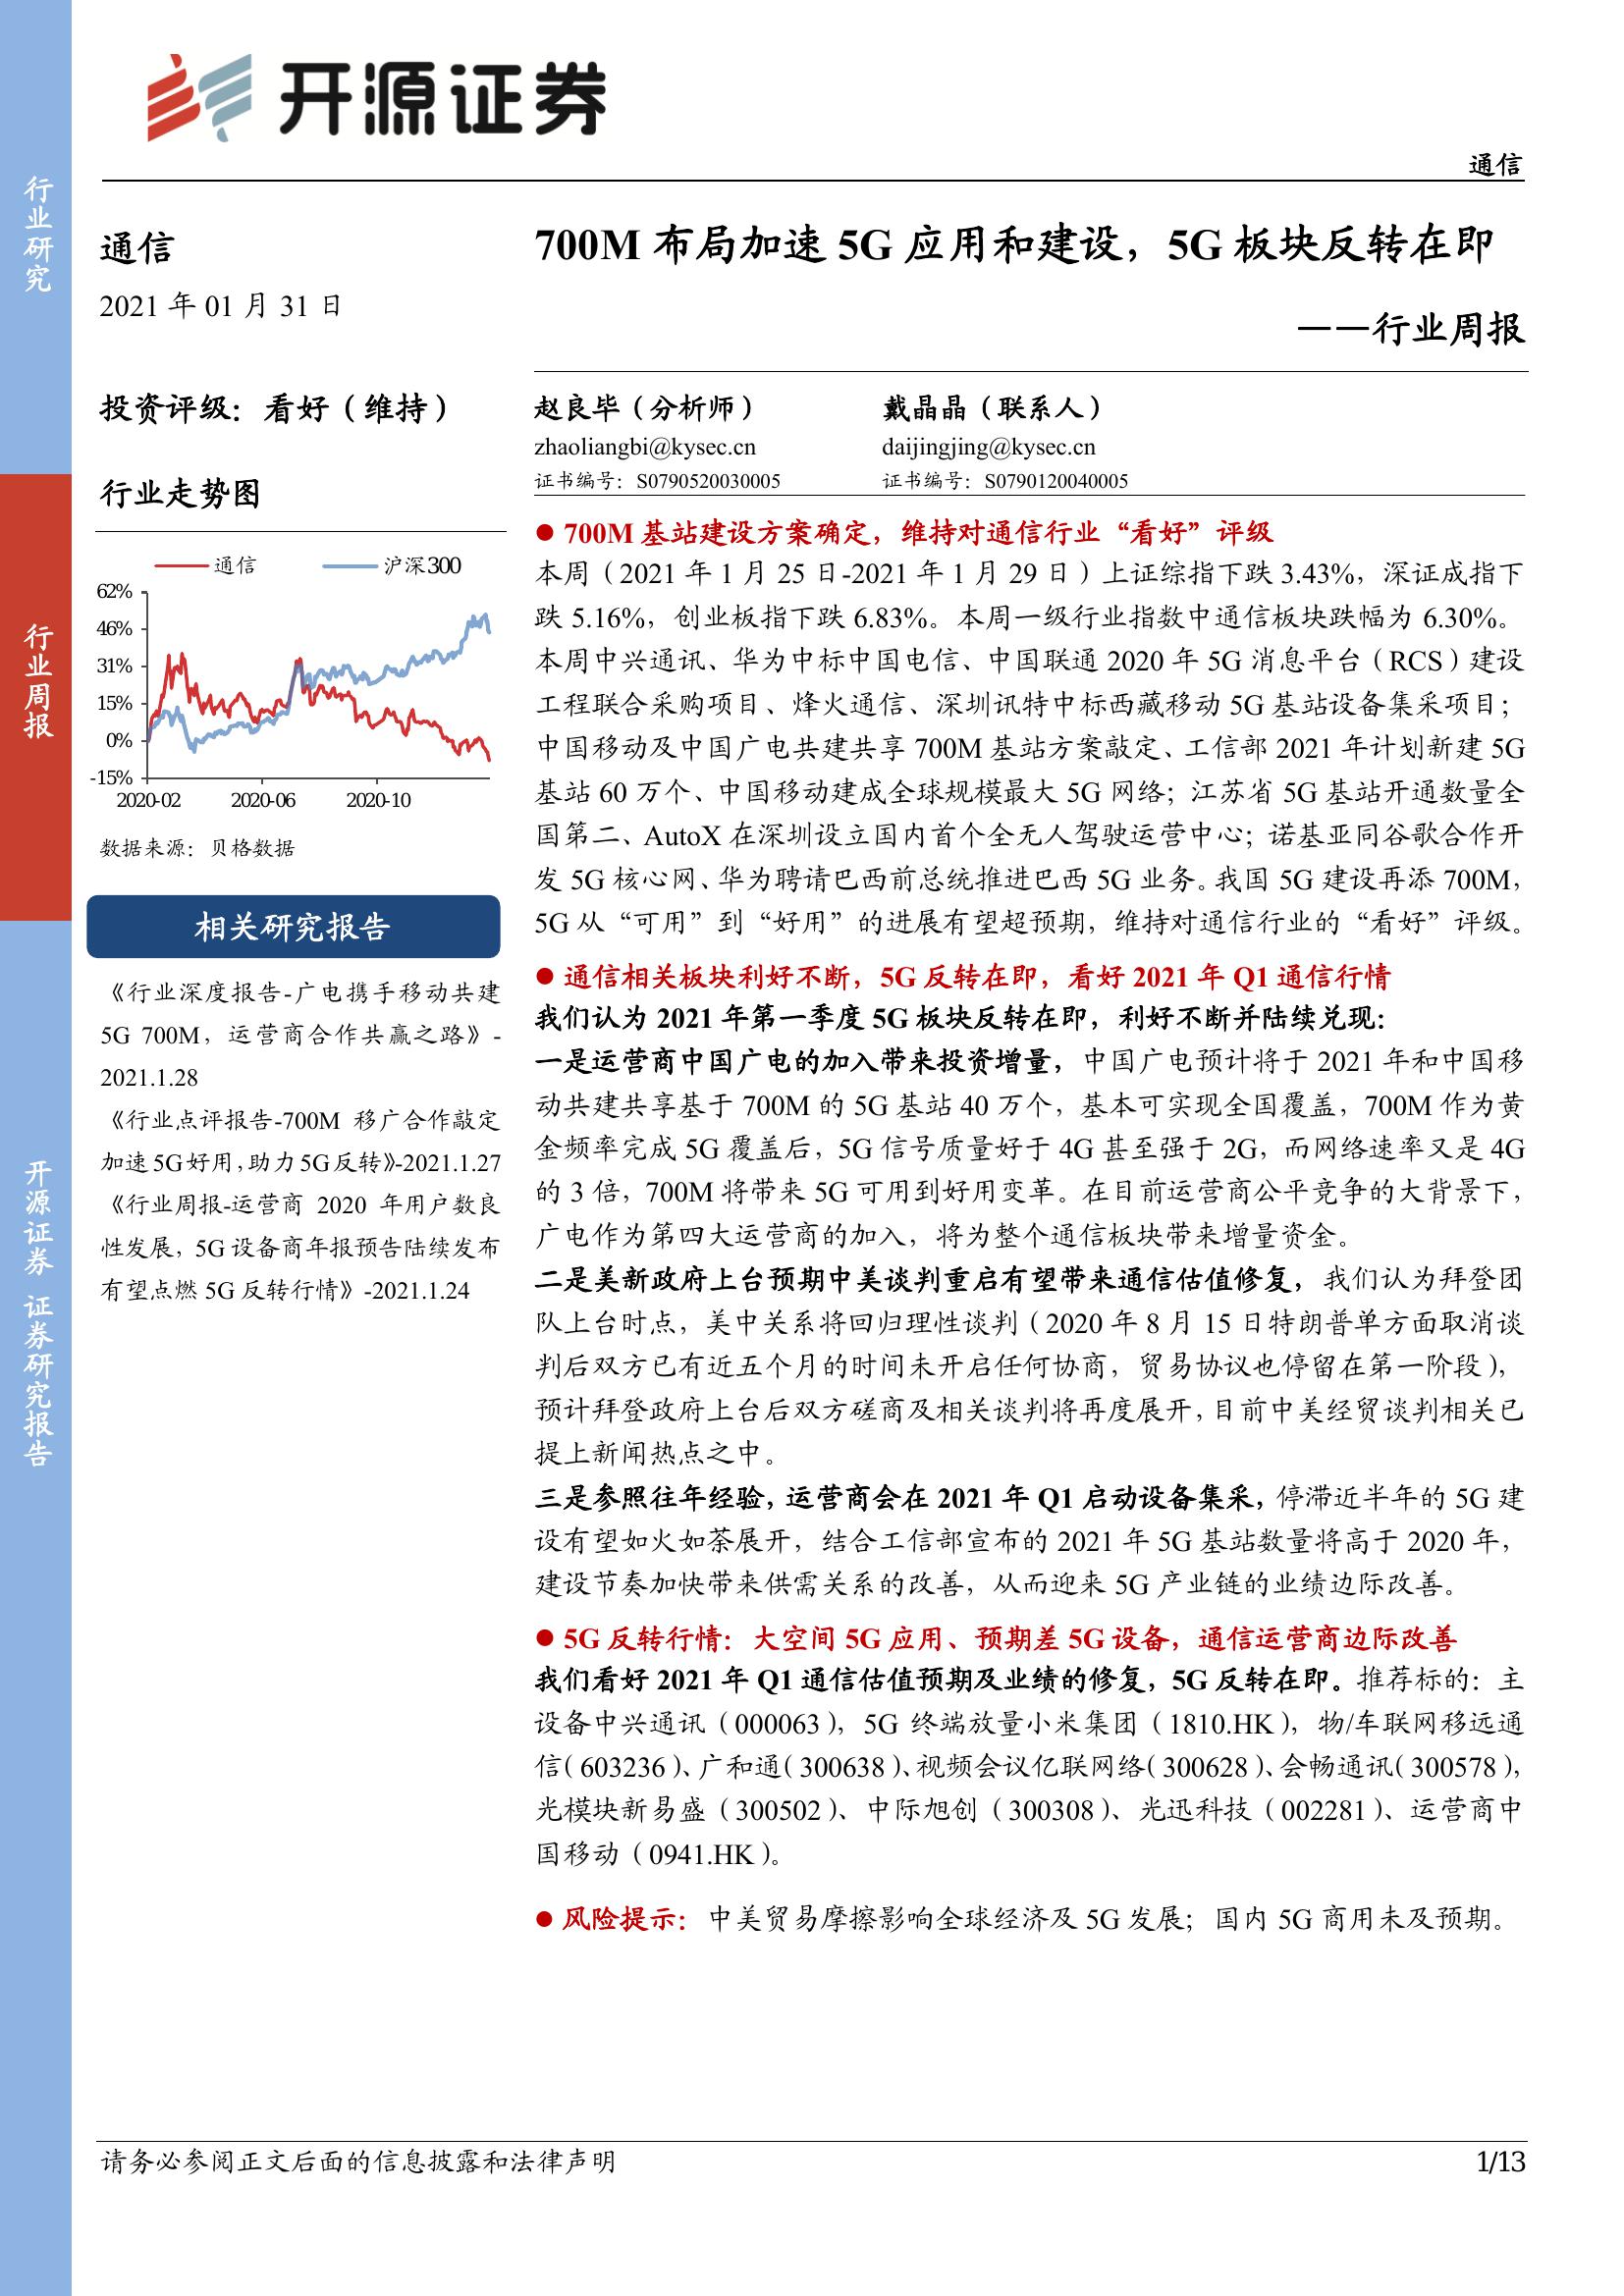 开源证券
通信
行业研究
行业周报
开源证券 证券研究报告
通信
2021 年 01 月 31 日
投资评级：看好（维持）
行业走势图
通信 沪深300
62%
46%
31%
15%
0%
-15%
2020-02 2020-06 2020-10
数据来源：贝格数据
相关研究报告
《行业深度报告-广电携手移动共建
5G 700M，运营商合作共赢之路》-
2021.1.28
《行业点评报告-700M 移广合作敲定
加速5G好用，助力5G反转》-2021.1.27
《行业周报-运营商 2020 年用户数良
性发展，5G设备商年报预告陆续发布
有望点燃 5G 反转行情》-2021.1.24
700M 布局加速 5G 应用和建设，5G 板块反转在即
——行业周报
赵良毕（分析师） 戴晶晶（联系人）
zhaoliangbi@kysec.cn daijingjing@kysec.cn
证书编号：S0790520030005 证书编号：S0790120040005
● 700M 基站建设方案确定，维持对通信行业“看好”评级
本周（2021 年 1 月 25 日-2021 年 1 月 29 日）上证综指下跌 3.43%，深证成指下
跌 5.16%，创业板指下跌 6.83%。本周一级行业指数中通信板块跌幅为 6.30%。
本周中兴通讯、华为中标中国电信、中国联通 2020 年 5G 消息平台（RCS）建设
工程联合采购项目、烽火通信、深圳讯特中标西藏移动 5G 基站设备集采项目；
中国移动及中国广电共建共享 700M 基站方案敲定、工信部 2021 年计划新建 5G
基站 60 万个、中国移动建成全球规模最大 5G 网络；江苏省 5G 基站开通数量全
国第二、AutoX 在深圳设立国内首个全无人驾驶运营中心；诺基亚同谷歌合作开
发 5G 核心网、华为聘请巴西前总统推进巴西 5G 业务。我国 5G 建设再添 700M，
5G 从“可用”到“好用”的进展有望超预期，维持对通信行业的“看好”评级。
● 通信相关板块利好不断，5G 反转在即，看好 2021 年 Q1 通信行情
我们认为 2021 年第一季度 5G 板块反转在即，利好不断并陆续兑现：
一是运营商中国广电的加入带来投资增量，中国广电预计将于 2021 年和中国移
动共建共享基于 700M 的 5G 基站 40 万个，基本可实现全国覆盖，700M 作为黄
金频率完成 5G 覆盖后，5G 信号质量好于 4G 甚至强于 2G，而网络速率又是 4G
的 3 倍，700M 将带来 5G 可用到好用变革。在目前运营商公平竞争的大背景下，
广电作为第四大运营商的加入，将为整个通信板块带来增量资金。
二是美新政府上台预期中美谈判重启有望带来通信估值修复，我们认为拜登团
队上台时点，美中关系将回归理性谈判（2020 年 8 月 15 日特朗普单方面取消谈
判后双方已有近五个月的时间未开启任何协商，贸易协议也停留在第一阶段），
预计拜登政府上台后双方磋商及相关谈判将再度展开，目前中美经贸谈判相关已
提上新闻热点之中。
三是参照往年经验，运营商会在 2021 年 Q1 启动设备集采，停滞近半年的 5G 建
设有望如火如荼展开，结合工信部宣布的 2021 年 5G 基站数量将高于 2020 年，
建设节奏加快带来供需关系的改善，从而迎来 5G 产业链的业绩边际改善。
● 5G 反转行情：大空间 5G 应用、预期差 5G 设备，通信运营商边际改善
我们看好 2021 年 Q1 通信估值预期及业绩的修复，5G 反转在即。推荐标的：主
设备中兴通讯（000063），5G 终端放量小米集团（1810.HK），物/车联网移远通
信（603236）、广和通（300638）、视频会议亿联网络（300628）、会畅通讯（300578），
光模块新易盛（300502）、中际旭创（300308）、光迅科技（002281）、运营商中
国移动（0941.HK）。
● 风险提示：中美贸易摩擦影响全球经济及 5G 发展；国内 5G 商用未及预期。
请务必参阅正文后面的信息披露和法律声明
1/13